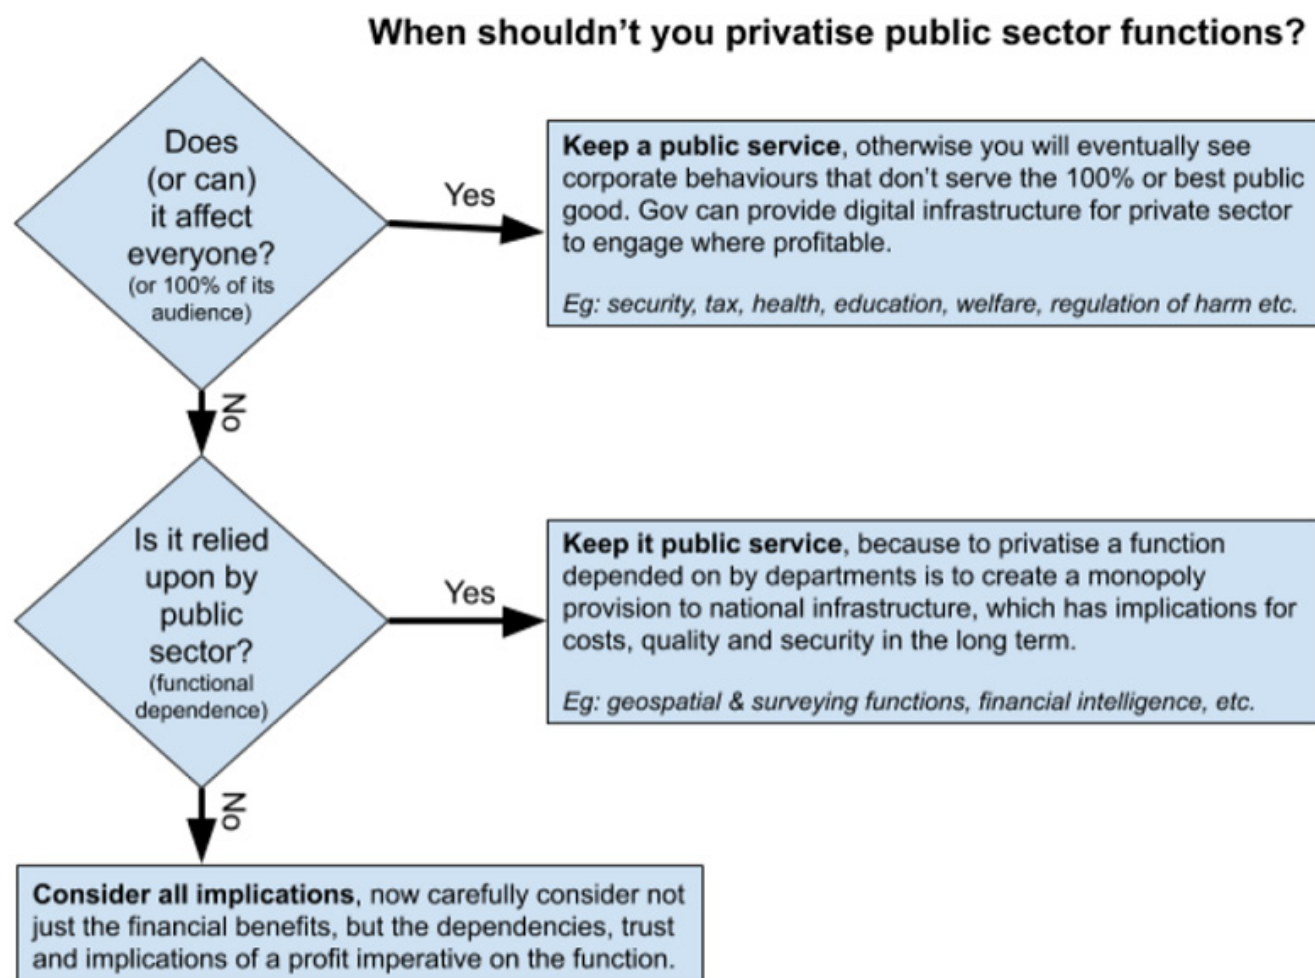 When shouldn't you privatise public sector functions?
Does
(or can)
it affect
everyone?
(or 100% of its
audience)
Yes
Keep a public service, otherwise you will eventually see
corporate behaviours that don't serve the 100% or best public
good. Gov can provide digital infrastructure for private sector
to engage where profitable.
Eg: security, tax, health, education, welfare, regulation of harm etc.
No
Is it relied
upon by
public
sector?
(functional
dependence)
Yes
Keep it public service, because to privatise a function
depended on by departments is to create a monopoly
provision to national infrastructure, which has implications for
costs, quality and security in the long term.
Eg: geospatial & surveying functions, financial intelligence, etc.
No
Consider all implications, now carefully consider not
just the financial benefits, but the dependencies, trust
and implications of a profit imperative on the function.